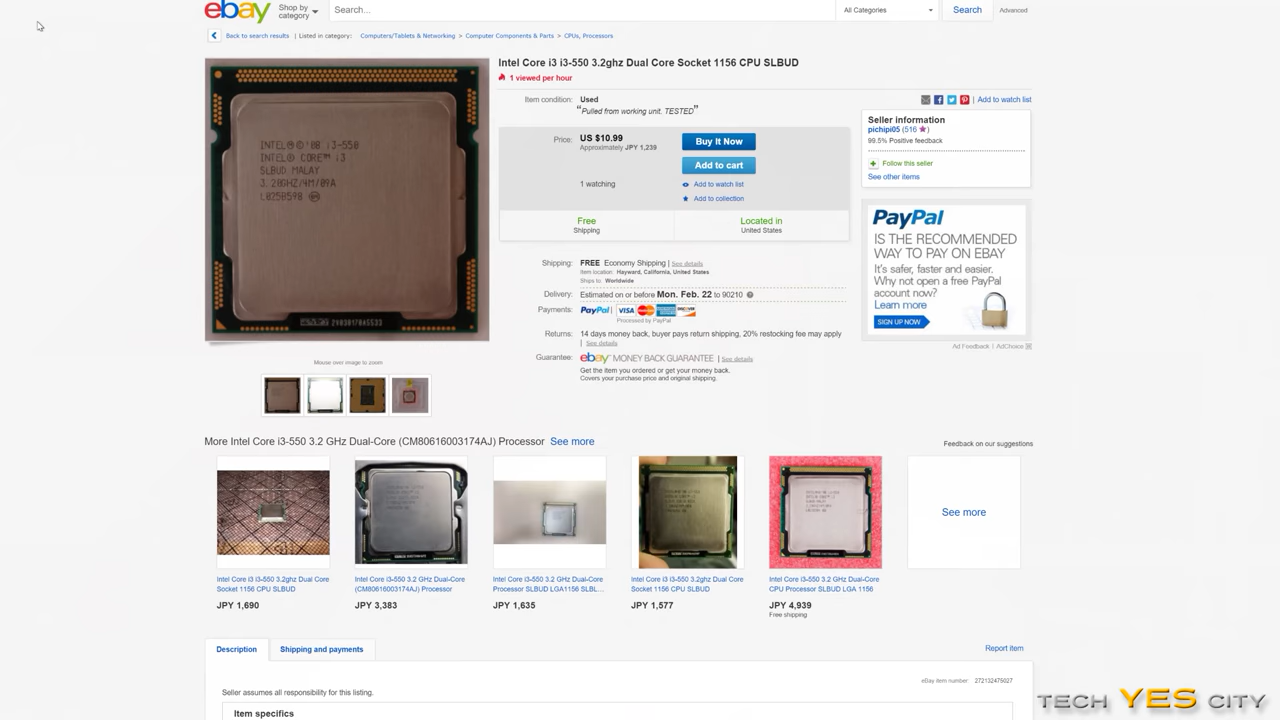 ebay
Shop by
category
Search...
All Categories
Search
Advanced
Back to search results | Listed in category: Computers/Tablets & Networking > Computer Components & Parts > CPUs, Processors
Intel Core i3 i3-550 3.2ghz Dual Core Socket 1156 CPU SLBUD
1 viewed per hour
Item condition: Used
“Pulled from working unit. TESTED”
Price: US $10.99
Approximately JPY 1,239
Buy It Now
Add to cart
1 watching
Add to watch list
Add to collection
Free
Shipping
Located in
United States
Shipping: FREE Economy Shipping | See details
Item location: Hayward, California, United States
Ships to: Worldwide
Delivery: Estimated on or before Mon. Feb. 22 to 90210
Payments: PayPal VISA
Processed by PayPal
Returns: 14 days money back, buyer pays return shipping, 20% restocking fee may apply
| See details
Guarantee: ebay MONEY BACK GUARANTEE | See details
Get the item you ordered or get your money back.
Covers your purchase price and original shipping.
| Add to watch list
Seller information
pichipi05 (516 )
99.5% Positive feedback
Follow this seller
See other items
PayPal
IS THE RECOMMENDED
WAY TO PAY ON EBAY
It's safer, faster and easier.
Why not open a free PayPal
account now?
Learn more
SIGN UP NOW
Ad Feedback | AdChoice
INTEL®©'08 i3-550
INTEL® CORE™ i3
SLBUD MALAY
3.20GHZ/4M/09A
L025B598
Mouse over image to zoom
More Intel Core i3-550 3.2 GHz Dual-Core (CM80616003174AJ) Processor See more
Feedback on our suggestions
Intel Core i3 i3-550 3.2ghz Dual Core
Socket 1156 CPU SLBUD
JPY 1,690
Intel Core i3-550 3.2 GHz Dual-Core
(CM80616003174AJ) Processor
JPY 3,383
Intel Core i3-550 3.2 GHz Dual-Core
Processor SLBUD LGA1156 SLBL...
JPY 1,635
Intel Core i3 i3-550 3.2ghz Dual Core
Socket 1156 CPU SLBUD
JPY 1,577
Intel Core i3-550 3.2 GHz Dual-Core
CPU Processor SLBUD LGA 1156
JPY 4,939
Free shipping
See more
Description
Shipping and payments
Report item
eBay item number: 272132475027
Seller assumes all responsibility for this listing.
Item specifics
TECH YES CITY